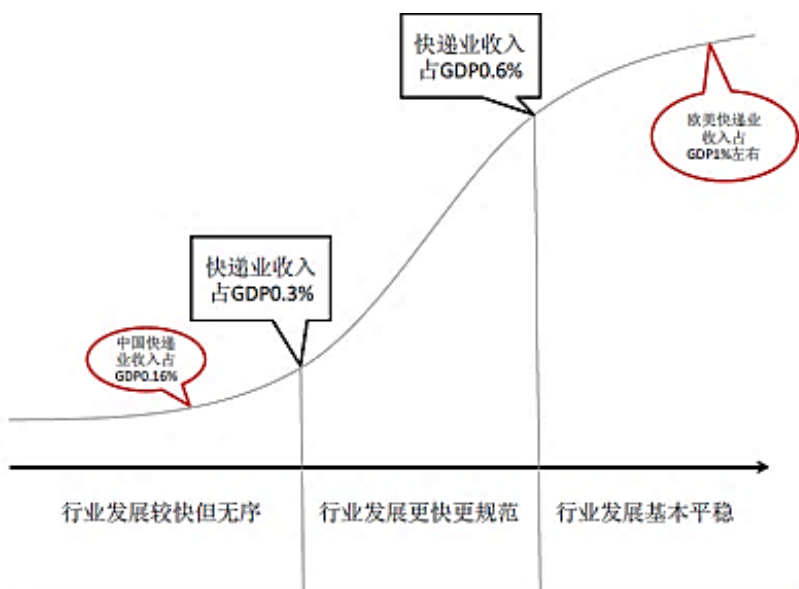 快递业收入
占GDP0.6%
欧美快递业
收入占
GDP1%左右
快递业收入
占GDP0.3%
中国快递
业收入占
GDP0.16%
行业发展较快但无序
行业发展更快更规范
行业发展基本平稳